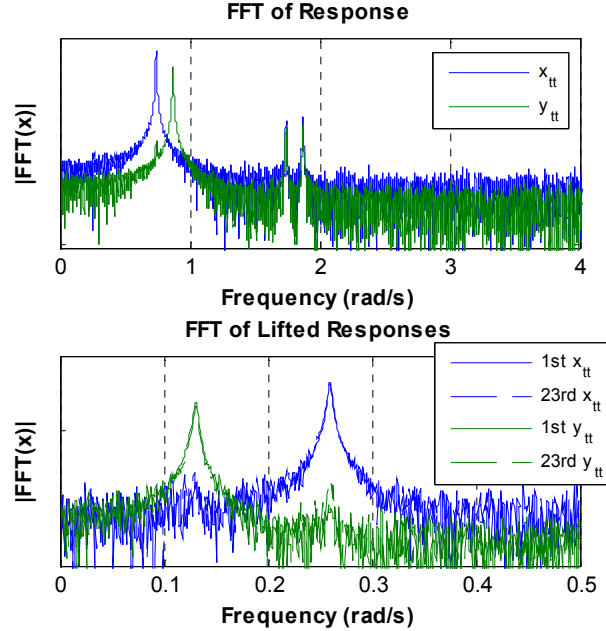 FFT of Response
|FFT(x)|
x_tt
y_tt
0 1 2 3 4
Frequency (rad/s)
FFT of Lifted Responses
|FFT(x)|
1st x_tt
23rd x_tt
1st y_tt
23rd y_tt
0 0.1 0.2 0.3 0.4 0.5
Frequency (rad/s)